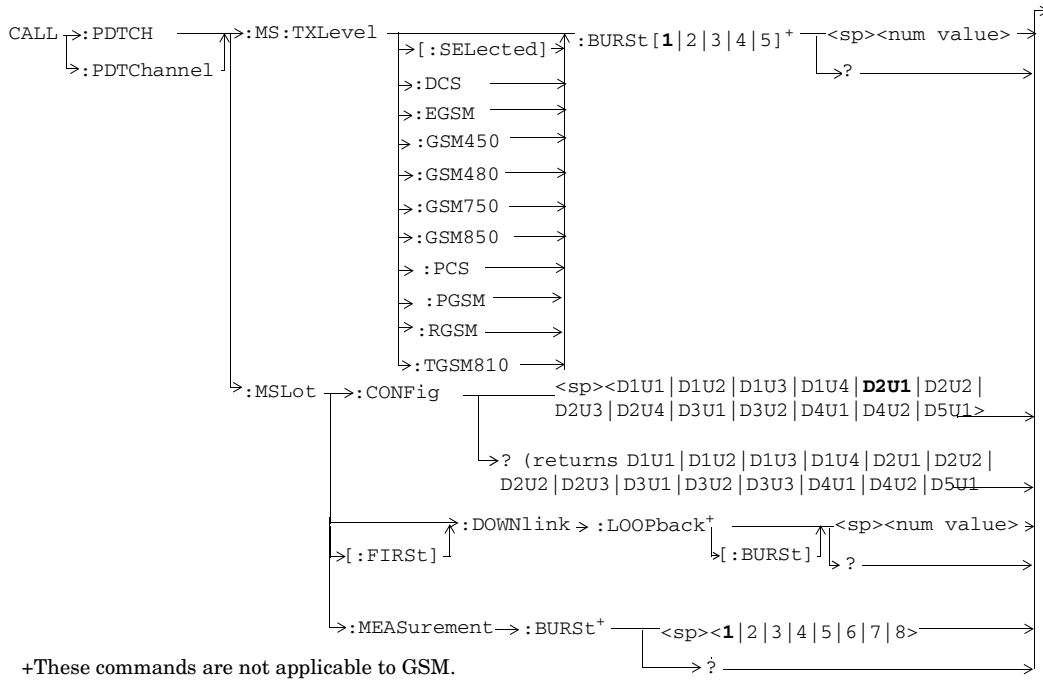 CALL :PDTCH :MS:TXLevel :BURSt[1|2|3|4|5]+ <sp><num value>
:PDTChannel [:SELected] ?
:DCS
:EGSM
:GSM450
:GSM480
:GSM750
:GSM850
:PCS
:PGSM
:RGSM
:TGSM810
:MSLot :CONFig <sp><D1U1|D1U2|D1U3|D1U4|D2U1|D2U2|
D2U3|D2U4|D3U1|D3U2|D4U1|D4U2|D5U1>
? (returns D1U1|D1U2|D1U3|D1U4|D2U1|D2U2|
D2U2|D2U3|D3U1|D3U2|D3U3|D4U1|D4U2|D5U1
:DOWNlink :LOOPback+ <sp><num value>
[:FIRSt] [:BURSt] ?
:MEASurement :BURSt+ <sp><1|2|3|4|5|6|7|8>
?
+These commands are not applicable to GSM.